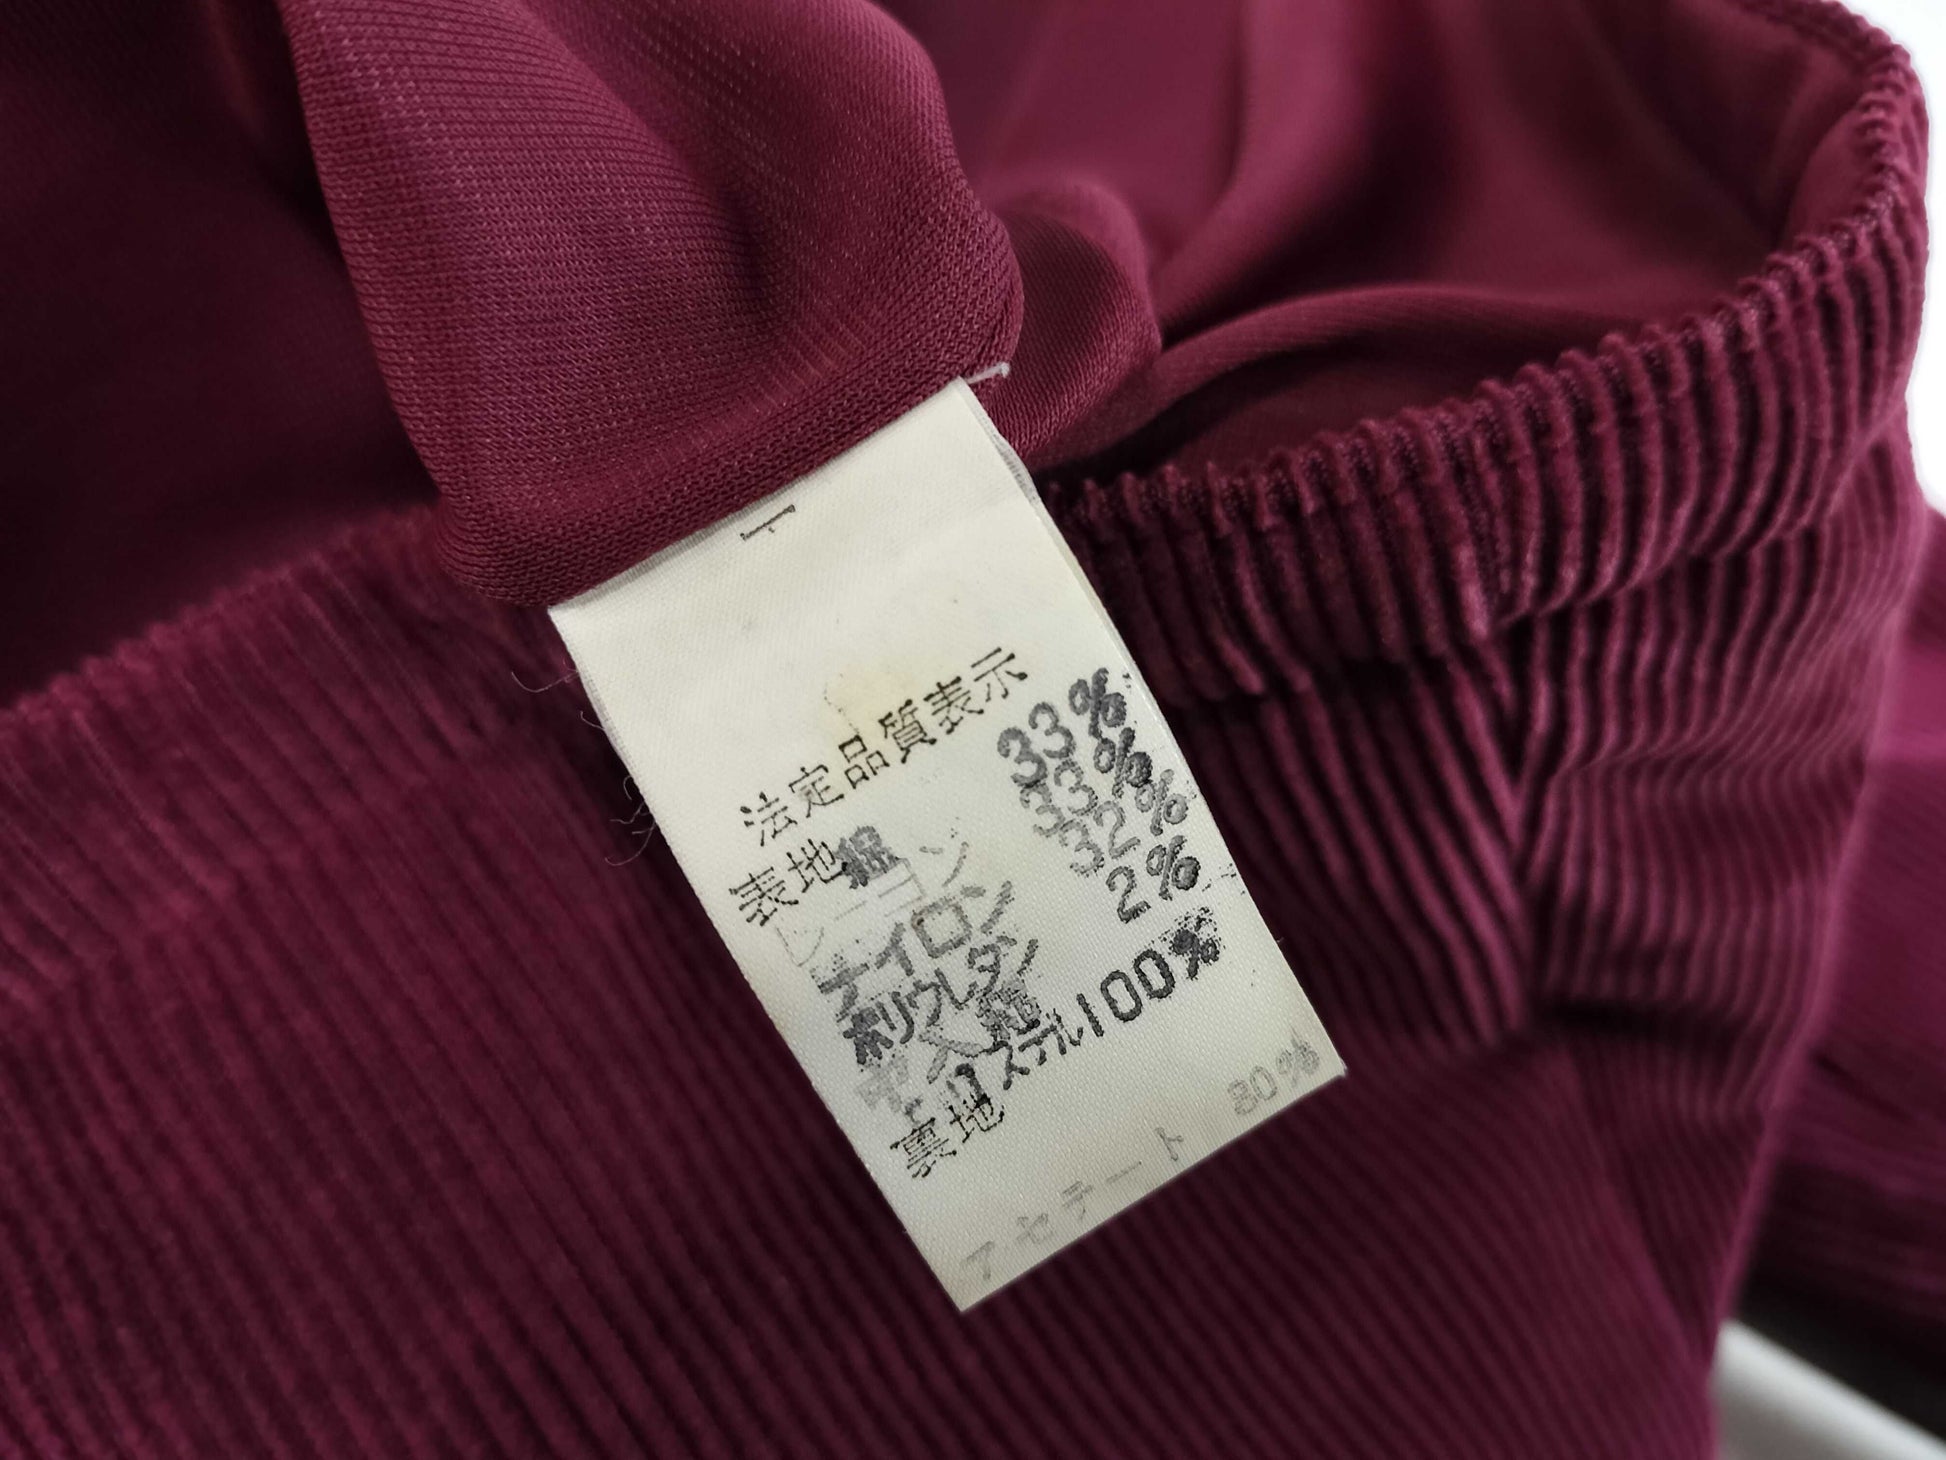 法定品質表示
表地 綿 33%
レーヨン 33%
ナイロン 32%
ポリウレタン 2%
裏地 ポリエステル100%
アセテート 80%